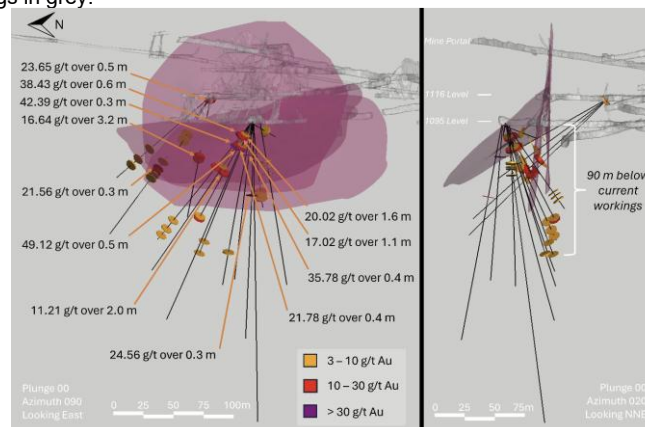 gs in grey.
N
23.65 g/t over 0.5 m
38.43 g/t over 0.6 m
42.39 g/t over 0.3 m
16.64 g/t over 3.2 m
21.56 g/t over 0.3 m
49.12 g/t over 0.5 m
11.21 g/t over 2.0 m
24.56 g/t over 0.3 m
20.02 g/t over 1.6 m
17.02 g/t over 1.1 m
35.78 g/t over 0.4 m
21.78 g/t over 0.4 m
3 – 10 g/t Au
10 – 30 g/t Au
> 30 g/t Au
Plunge 00
Azimuth 090
Looking East
0 25 50 75 100m
Mine Portal
1116 Level
1095 Level
90 m below
current
workings
0 25 50 75m
Plunge 00
Azimuth 020
Looking NNE